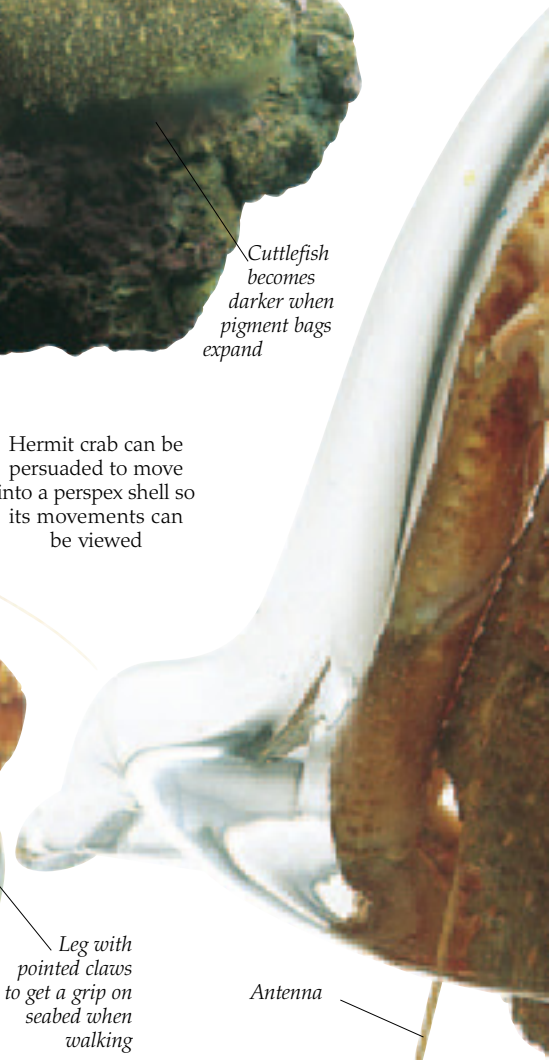 Cuttlefish
becomes
darker when
pigment bags
expand
Hermit crab can be
persuaded to move
into a perspex shell so
its movements can
be viewed
Leg with
pointed claws
to get a grip on
seabed when
walking
Antenna